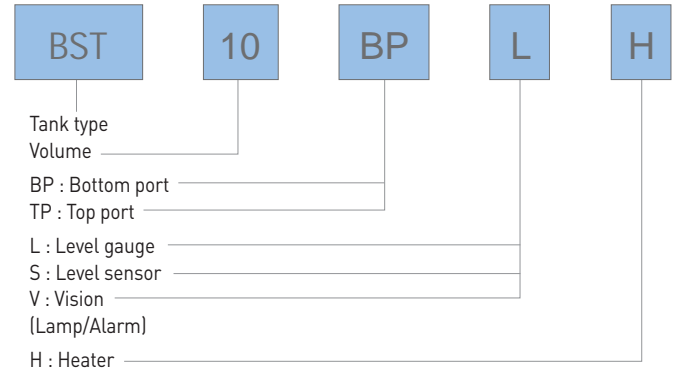 BST 10 BP L H
Tank type
Volume
BP : Bottom port
TP : Top port
L : Level gauge
S : Level sensor
V : Vision
(Lamp/Alarm)
H : Heater